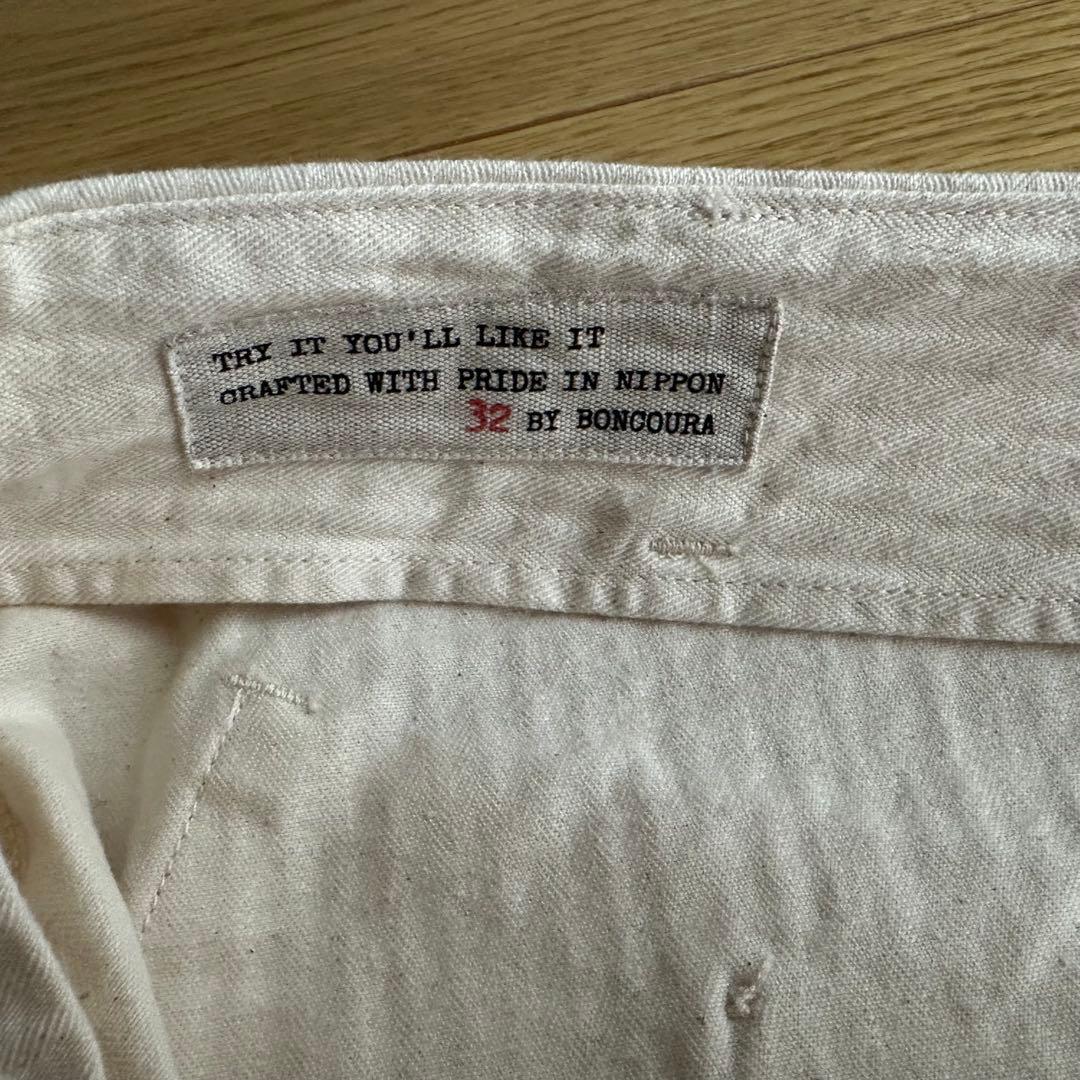 TRY IT YOU'LL LIKE IT
CRAFTED WITH PRIDE IN NIPPON
32 BY BONCOURA